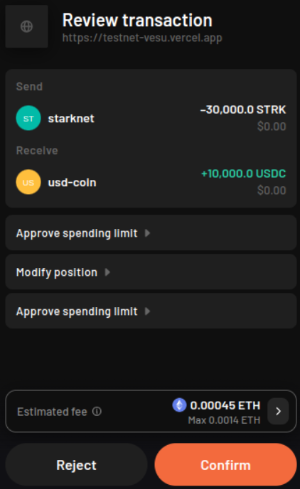 Review transaction
https://testnet-vesu.vercel.app
Send
ST starknet -30,000.0 STRK
$0.00
Receive
US usd-coin +10,000.0 USDC
$0.00
Approve spending limit
Modify position
Approve spending limit
Estimated fee 0.00045 ETH
Max 0.0014 ETH
Reject Confirm